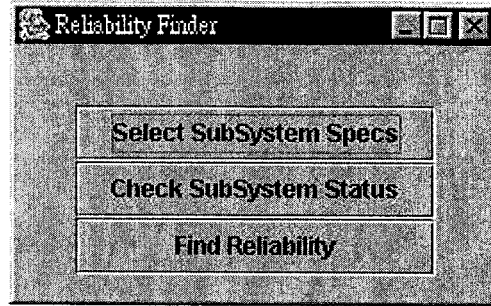 Reliability Finder
Select SubSystem Specs
Check SubSystem Status
Find Reliability